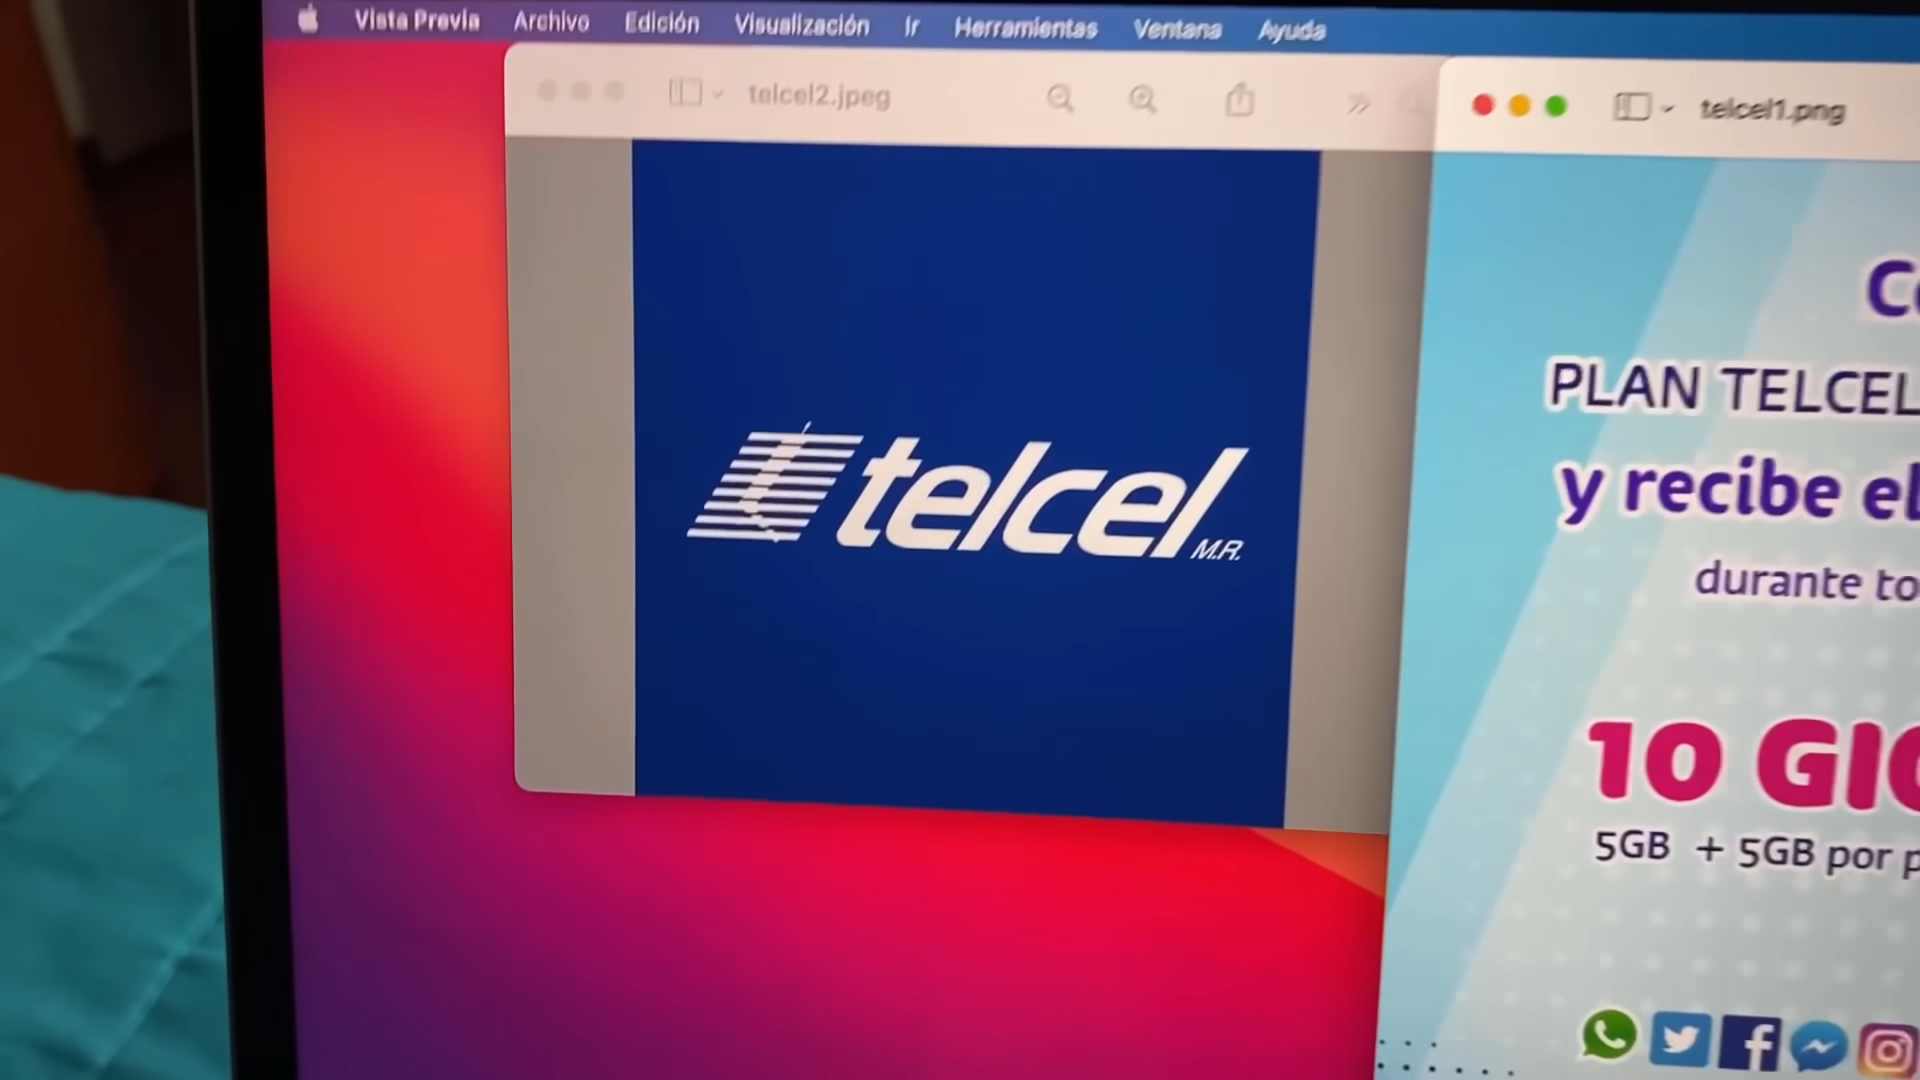 Vista Previa Archivo Edición Visualización Ir Herramientas Ventana Ayuda
telcel2.jpeg
telcel
M.R.
telcel1.png
PLAN TELCEL
y recibe el
durante to
10 GIG
5GB + 5GB por p